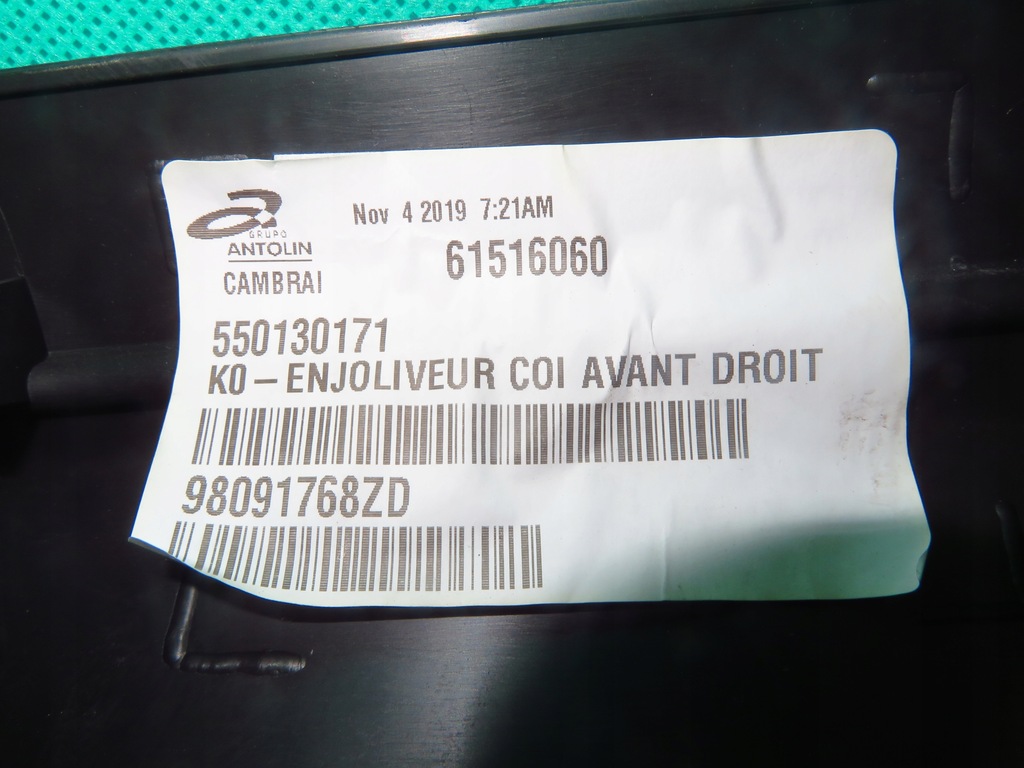 Nov 4 2019 7:21AM
GRUPO
ANTOLIN
61516060
CAMBRAI
550130171
K0 – ENJOLIVEUR COI AVANT DROIT
98091768ZD